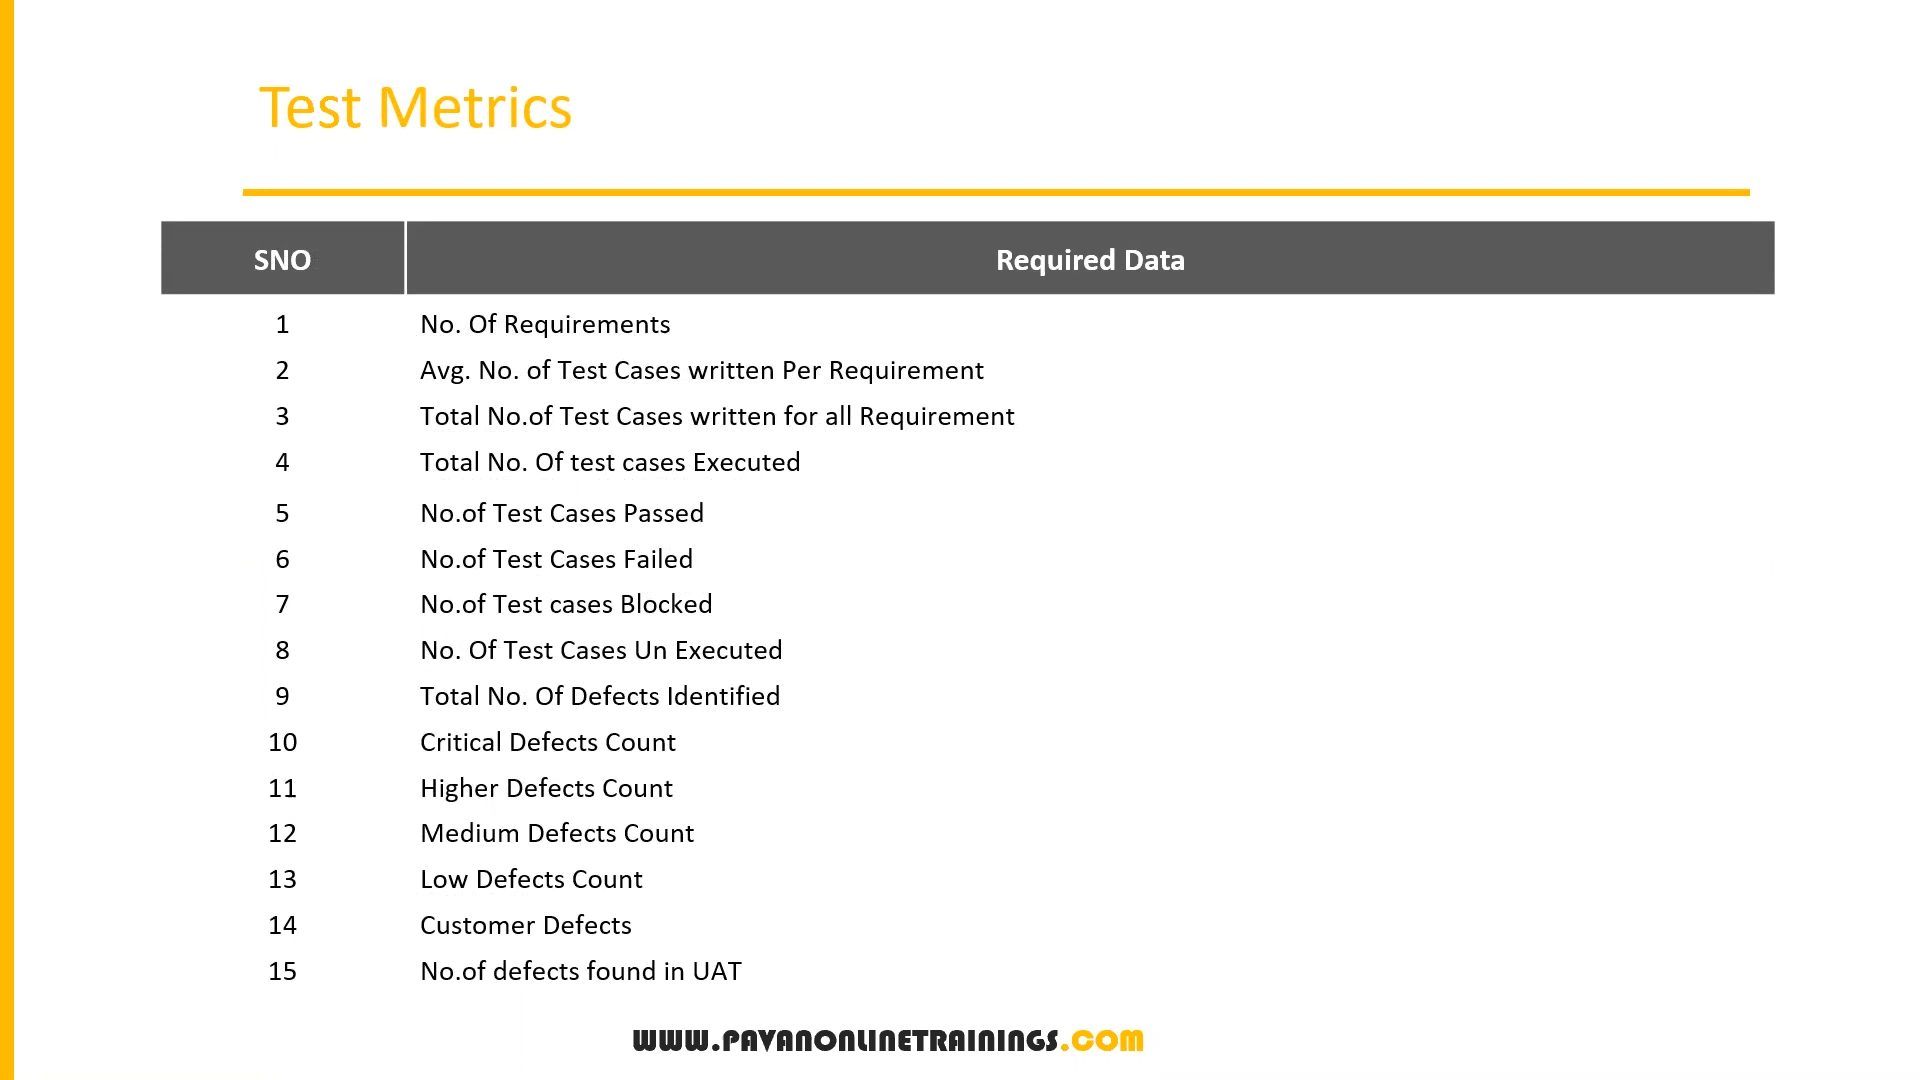 Test Metrics
SNO Required Data
1 No. Of Requirements
2 Avg. No. of Test Cases written Per Requirement
3 Total No.of Test Cases written for all Requirement
4 Total No. Of test cases Executed
5 No.of Test Cases Passed
6 No.of Test Cases Failed
7 No.of Test cases Blocked
8 No. Of Test Cases Un Executed
9 Total No. Of Defects Identified
10 Critical Defects Count
11 Higher Defects Count
12 Medium Defects Count
13 Low Defects Count
14 Customer Defects
15 No.of defects found in UAT
WWW.PAVANONLINETRAININGS.COM